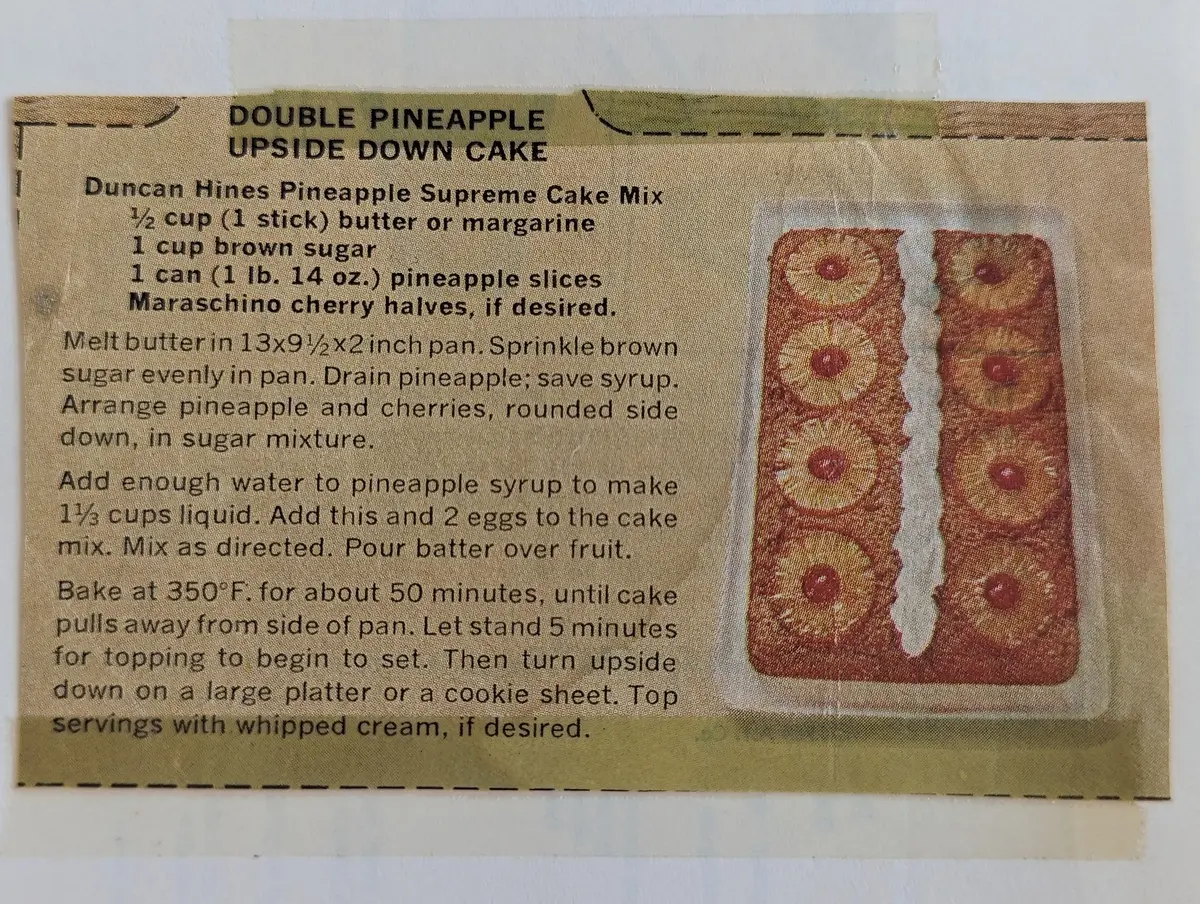 DOUBLE PINEAPPLE
UPSIDE DOWN CAKE
Duncan Hines Pineapple Supreme Cake Mix
½ cup (1 stick) butter or margarine
1 cup brown sugar
1 can (1 lb. 14 oz.) pineapple slices
Maraschino cherry halves, if desired.
Melt butter in 13x9½x2 inch pan. Sprinkle brown
sugar evenly in pan. Drain pineapple; save syrup.
Arrange pineapple and cherries, rounded side
down, in sugar mixture.
Add enough water to pineapple syrup to make
1⅓ cups liquid. Add this and 2 eggs to the cake
mix. Mix as directed. Pour batter over fruit.
Bake at 350°F. for about 50 minutes, until cake
pulls away from side of pan. Let stand 5 minutes
for topping to begin to set. Then turn upside
down on a large platter or a cookie sheet. Top
servings with whipped cream, if desired.